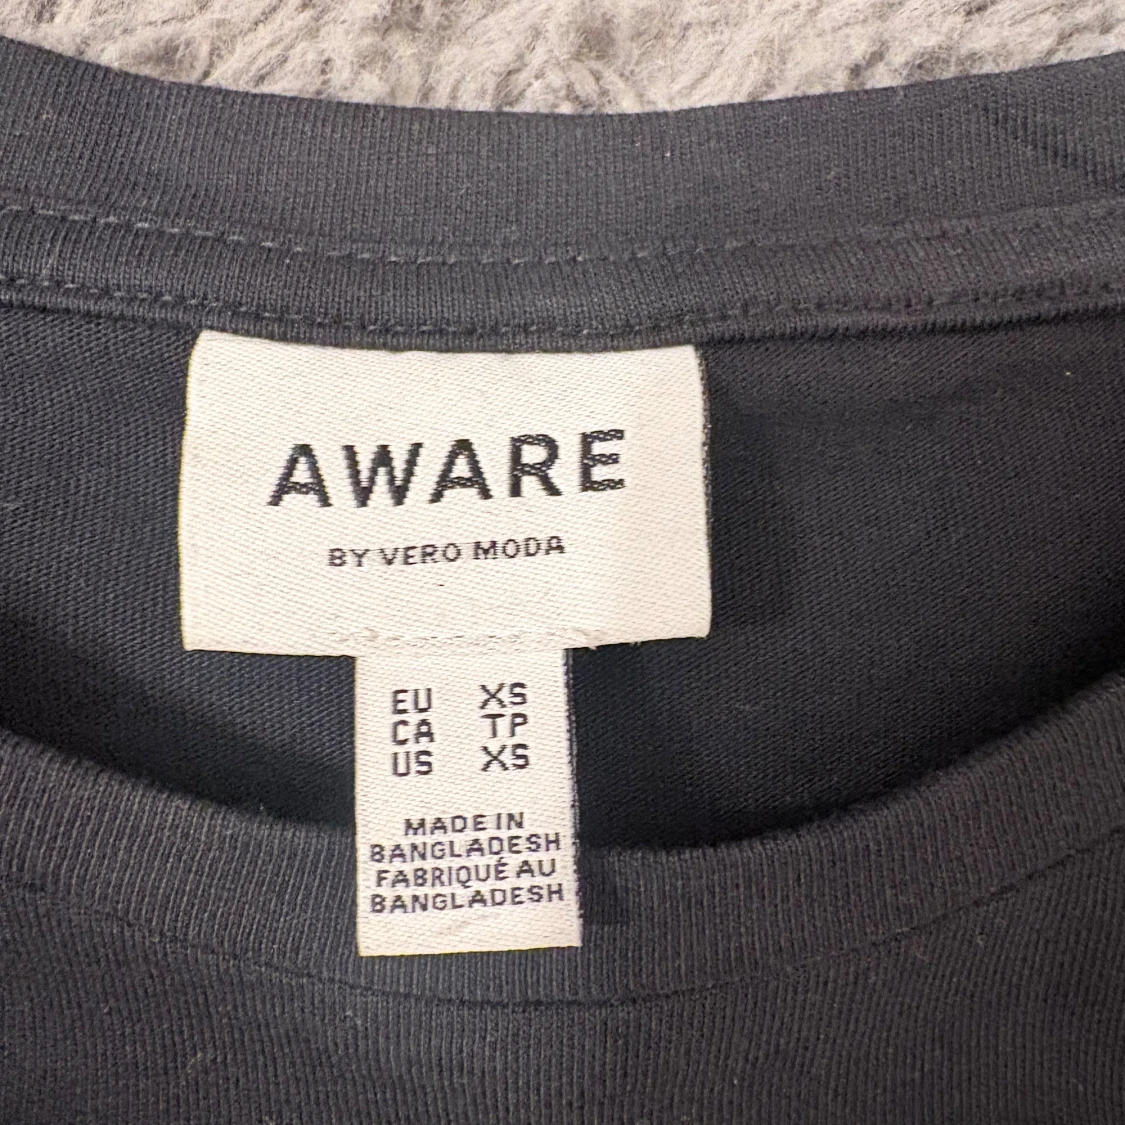 AWARE
BY VERO MODA
EU XS
CA TP
US XS
MADE IN
BANGLADESH
FABRIQUÉ AU
BANGLADESH